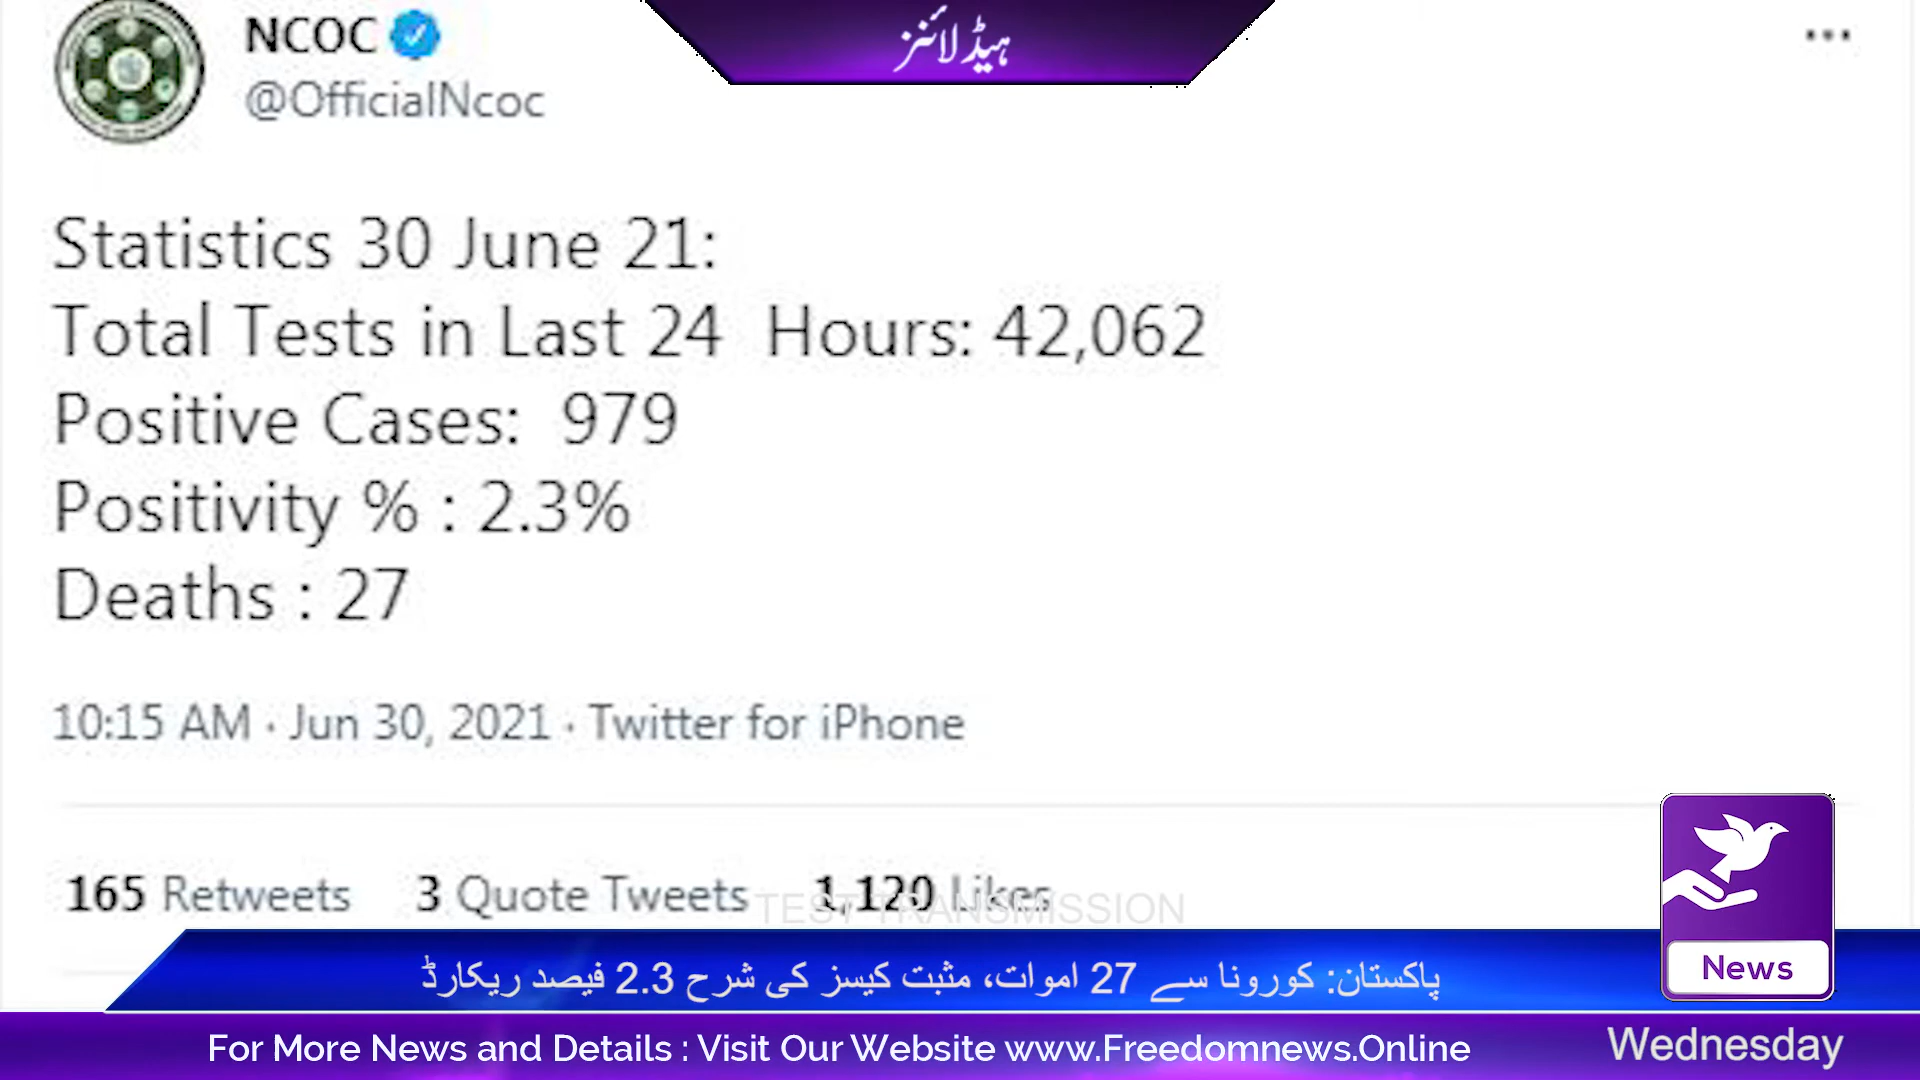 ہیڈلائنز
NCOC
@OfficialNcoc
Statistics 30 June 21:
Total Tests in Last 24 Hours: 42,062
Positive Cases: 979
Positivity % : 2.3%
Deaths : 27
10:15 AM · Jun 30, 2021 · Twitter for iPhone
165 Retweets 3 Quote Tweets 1,120 Likes
TEST TRANSMISSION
پاکستان: کورونا سے 27 اموات، مثبت کیسز کی شرح 2.3 فیصد ریکارڈ
News
For More News and Details : Visit Our Website www.Freedomnews.Online
Wednesday